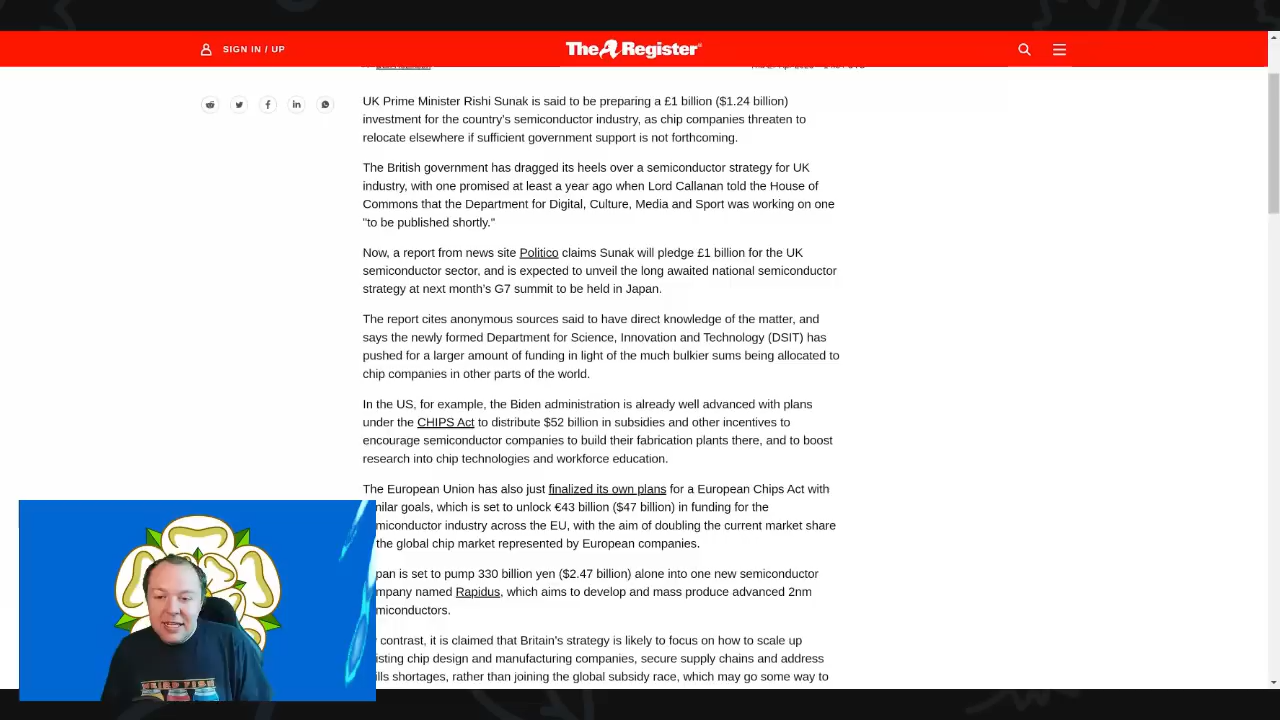 SIGN IN / UP
The Register
UK Prime Minister Rishi Sunak is said to be preparing a £1 billion ($1.24 billion)
investment for the country's semiconductor industry, as chip companies threaten to
relocate elsewhere if sufficient government support is not forthcoming.
The British government has dragged its heels over a semiconductor strategy for UK
industry, with one promised at least a year ago when Lord Callanan told the House of
Commons that the Department for Digital, Culture, Media and Sport was working on one
"to be published shortly."
Now, a report from news site Politico claims Sunak will pledge £1 billion for the UK
semiconductor sector, and is expected to unveil the long awaited national semiconductor
strategy at next month's G7 summit to be held in Japan.
The report cites anonymous sources said to have direct knowledge of the matter, and
says the newly formed Department for Science, Innovation and Technology (DSIT) has
pushed for a larger amount of funding in light of the much bulkier sums being allocated to
chip companies in other parts of the world.
In the US, for example, the Biden administration is already well advanced with plans
under the CHIPS Act to distribute $52 billion in subsidies and other incentives to
encourage semiconductor companies to build their fabrication plants there, and to boost
research into chip technologies and workforce education.
The European Union has also just finalized its own plans for a European Chips Act with
nilar goals, which is set to unlock €43 billion ($47 billion) in funding for the
miconductor industry across the EU, with the aim of doubling the current market share
the global chip market represented by European companies.
pan is set to pump 330 billion yen ($2.47 billion) alone into one new semiconductor
mpany named Rapidus, which aims to develop and mass produce advanced 2nm
miconductors.
contrast, it is claimed that Britain's strategy is likely to focus on how to scale up
isting chip design and manufacturing companies, secure supply chains and address
ills shortages, rather than joining the global subsidy race, which may go some way to
WEIRD FISH